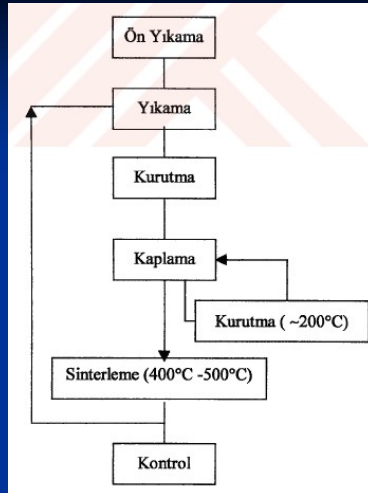 Ön Yıkama
Yıkama
Kurutma
Kaplama
Kurutma ( ~200°C)
Sinterleme (400°C -500°C)
Kontrol